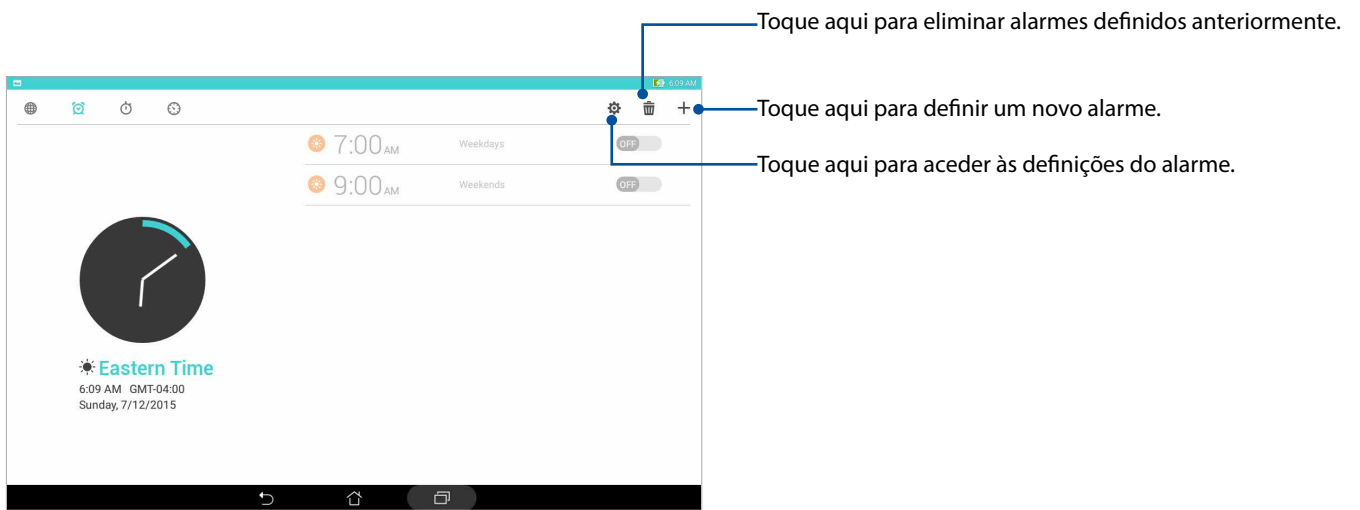 Toque aqui para eliminar alarmes definidos anteriormente.
6:09 AM
Toque aqui para definir um novo alarme.
7:00 AM Weekdays OFF
Toque aqui para aceder às definições do alarme.
9:00 AM Weekends OFF
Eastern Time
6:09 AM GMT-04:00
Sunday, 7/12/2015